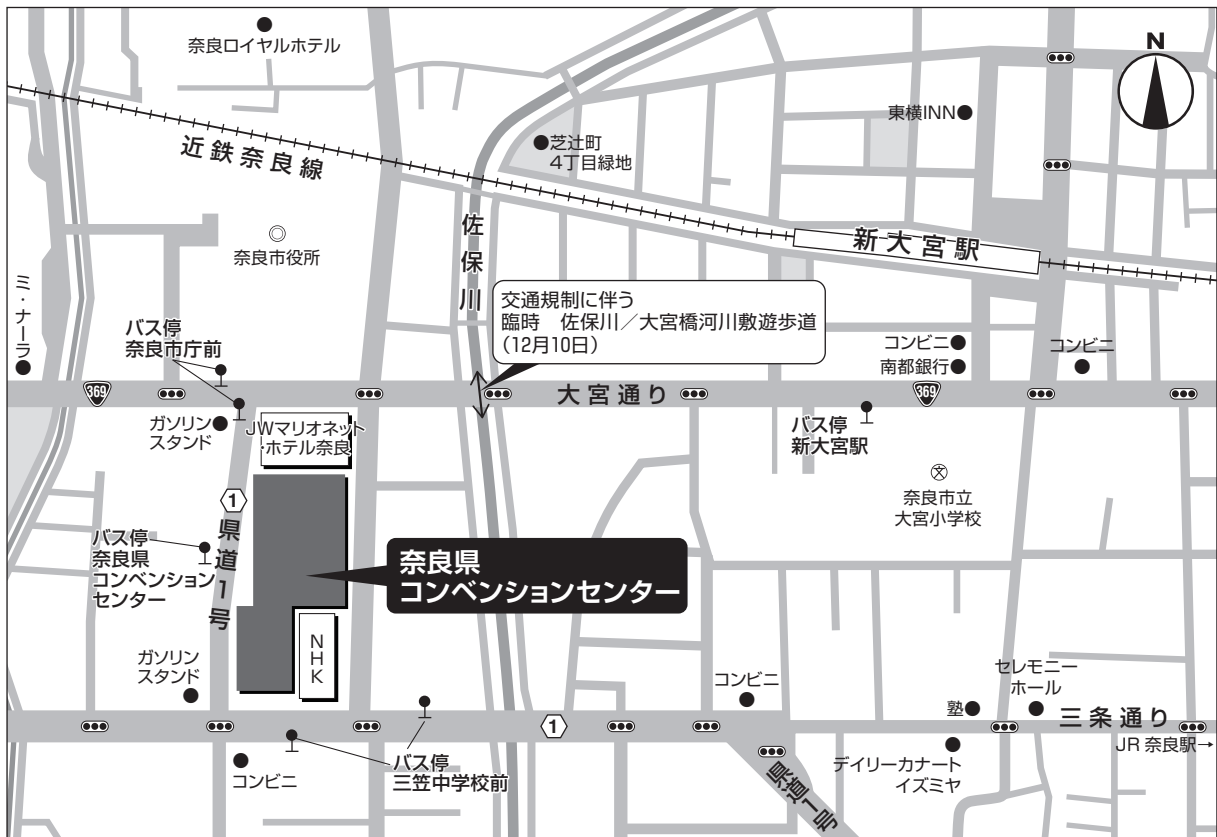 奈良ロイヤルホテル
N
東横INN
芝辻町
4丁目緑地
近鉄奈良線
佐保川
新大宮駅
奈良市役所
ミ・ナーラ
バス停
奈良市庁前
交通規制に伴う
臨時 佐保川／大宮橋河川敷遊歩道
(12月10日)
コンビニ
南都銀行
コンビニ
369
大宮通り
369
ガソリン
スタンド
JWマリオネット
・ホテル奈良
バス停
新大宮駅
文
奈良市立
大宮小学校
1
県道1号
バス停
奈良県
コンベンション
センター
奈良県
コンベンションセンター
NHK
ガソリン
スタンド
コンビニ
セレモニー
ホール
塾
三条通り
1
JR 奈良駅→
バス停
三笠中学校前
コンビニ
県道1号
デイリーカナート
イズミヤ